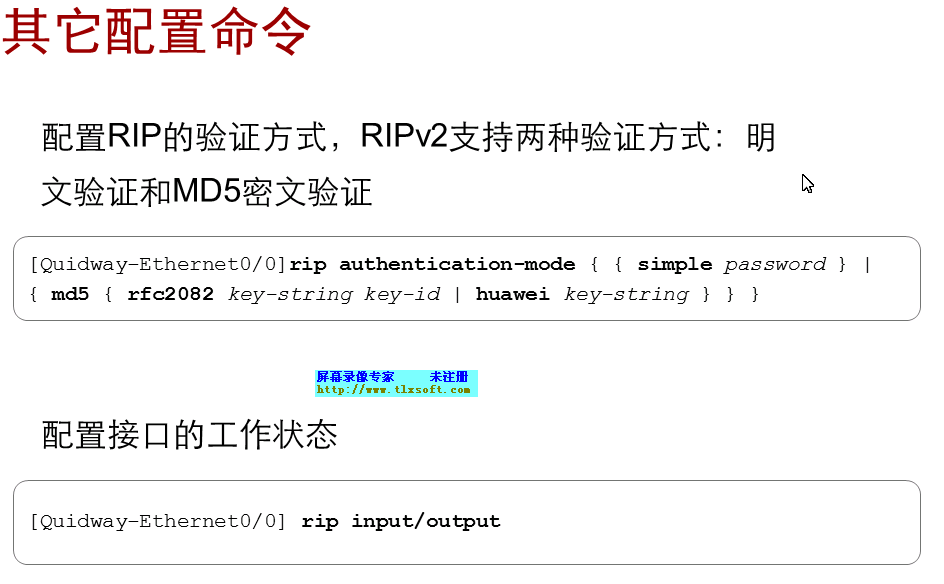 其它配置命令
配置RIP的验证方式，RIPv2支持两种验证方式：明
文验证和MD5密文验证
[Quidway-Ethernet0/0]rip authentication-mode { { simple password } |
{ md5 { rfc2082 key-string key-id | huawei key-string } } }
屏幕录像专家 未注册
http://www.tlxsoft.com
配置接口的工作状态
[Quidway-Ethernet0/0] rip input/output